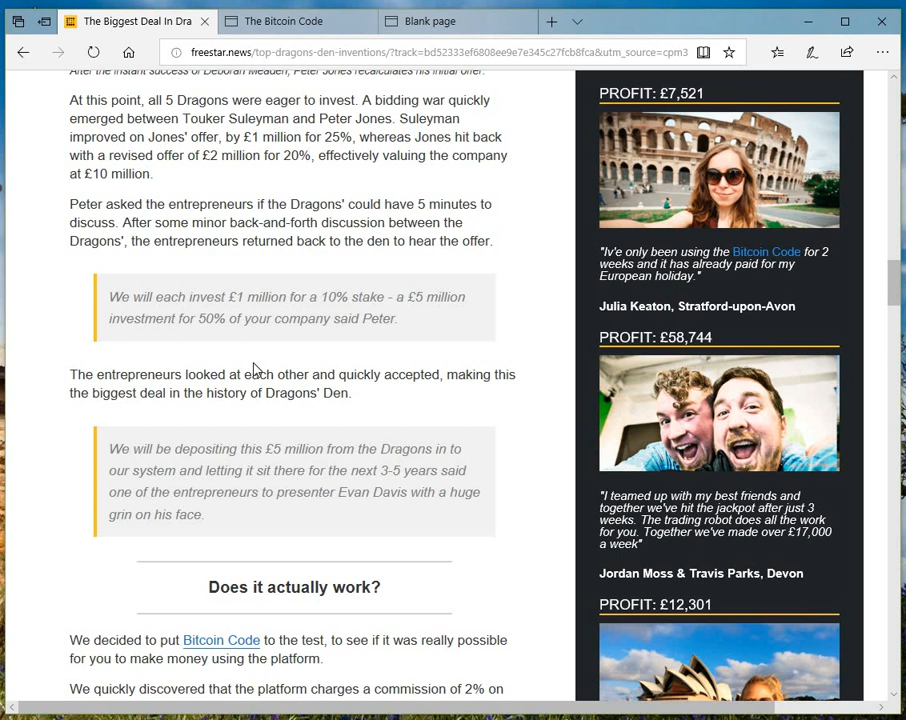 The Biggest Deal In Dra
The Bitcoin Code
Blank page
freestar.news/top-dragons-den-inventions/?track=bd52333ef6808ee9e7e345c27fcb8fca&utm_source=cpm3
After the instant success of Deborah Meaden, Peter Jones recalculates his initial offer.
At this point, all 5 Dragons were eager to invest. A bidding war quickly
emerged between Touker Suleyman and Peter Jones. Suleyman
improved on Jones' offer, by £1 million for 25%, whereas Jones hit back
with a revised offer of £2 million for 20%, effectively valuing the company
at £10 million.
Peter asked the entrepreneurs if the Dragons' could have 5 minutes to
discuss. After some minor back-and-forth discussion between the
Dragons', the entrepreneurs returned back to the den to hear the offer.
We will each invest £1 million for a 10% stake - a £5 million
investment for 50% of your company said Peter.
The entrepreneurs looked at each other and quickly accepted, making this
the biggest deal in the history of Dragons' Den.
We will be depositing this £5 million from the Dragons in to
our system and letting it sit there for the next 3-5 years said
one of the entrepreneurs to presenter Evan Davis with a huge
grin on his face.
Does it actually work?
We decided to put Bitcoin Code to the test, to see if it was really possible
for you to make money using the platform.
We quickly discovered that the platform charges a commission of 2% on
PROFIT: £7,521
"Iv'e only been using the Bitcoin Code for 2
weeks and it has already paid for my
European holiday."
Julia Keaton, Stratford-upon-Avon
PROFIT: £58,744
"I teamed up with my best friends and
together we've hit the jackpot after just 3
weeks. The trading robot does all the work
for you. Together we've made over £17,000
a week"
Jordan Moss & Travis Parks, Devon
PROFIT: £12,301